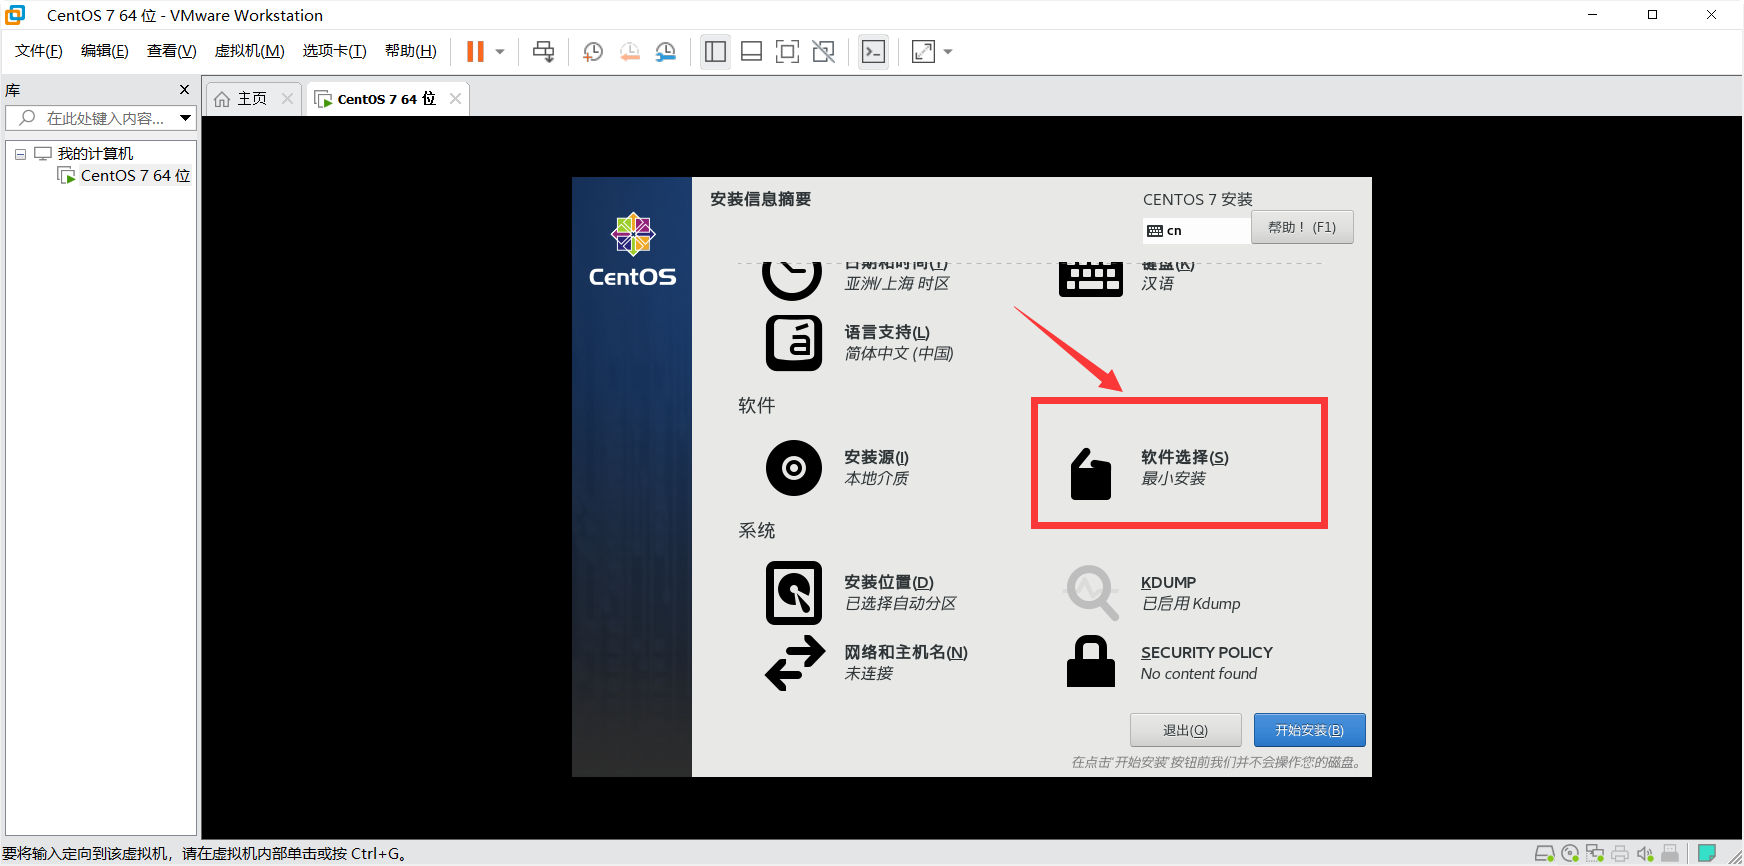 CentOS 7 64 位 - VMware Workstation
文件(F) 编辑(E) 查看(V) 虚拟机(M) 选项卡(T) 帮助(H)
库
主页
CentOS 7 64 位
在此处键入内容...
我的计算机
CentOS 7 64 位
CentOS
安装信息摘要
CENTOS 7 安装
cn
帮助！ (F1)
日期和时间(T)
亚洲/上海 时区
键盘(K)
汉语
语言支持(L)
简体中文 (中国)
软件
安装源(I)
本地介质
软件选择(S)
最小安装
系统
安装位置(D)
已选择自动分区
KDUMP
已启用 Kdump
网络和主机名(N)
未连接
SECURITY POLICY
No content found
退出(Q)
开始安装(B)
在点击'开始安装'按钮前我们并不会操作您的磁盘。
要将输入定向到该虚拟机，请在虚拟机内部单击或按 Ctrl+G。